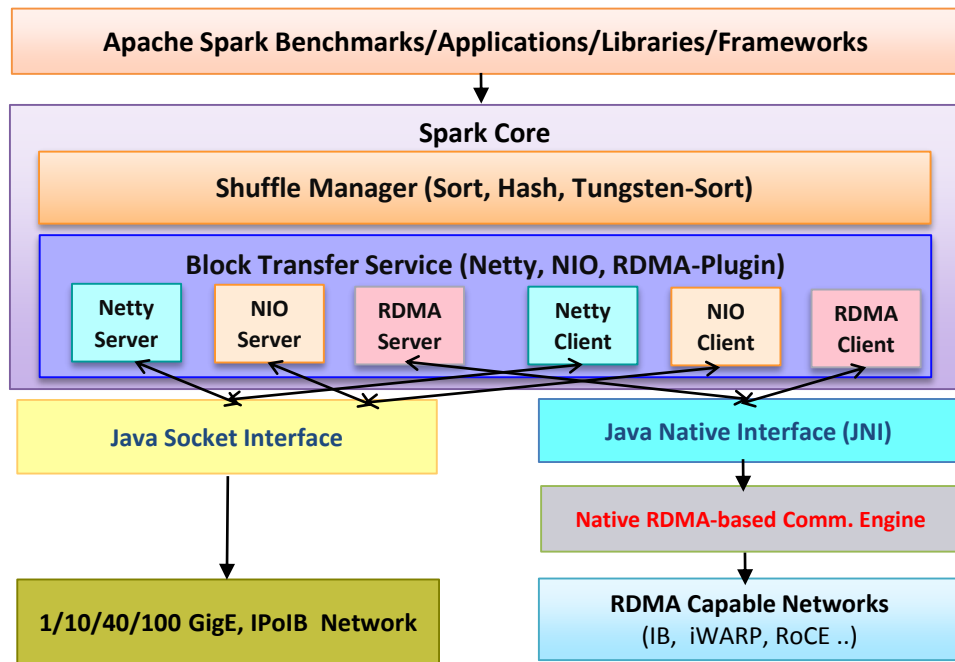 Apache Spark Benchmarks/Applications/Libraries/Frameworks
Spark Core
Shuffle Manager (Sort, Hash, Tungsten-Sort)
Block Transfer Service (Netty, NIO, RDMA-Plugin)
Netty
Server
NIO
Server
RDMA
Server
Netty
Client
NIO
Client
RDMA
Client
Java Socket Interface
Java Native Interface (JNI)
Native RDMA-based Comm. Engine
1/10/40/100 GigE, IPoIB Network
RDMA Capable Networks
(IB, iWARP, RoCE ..)